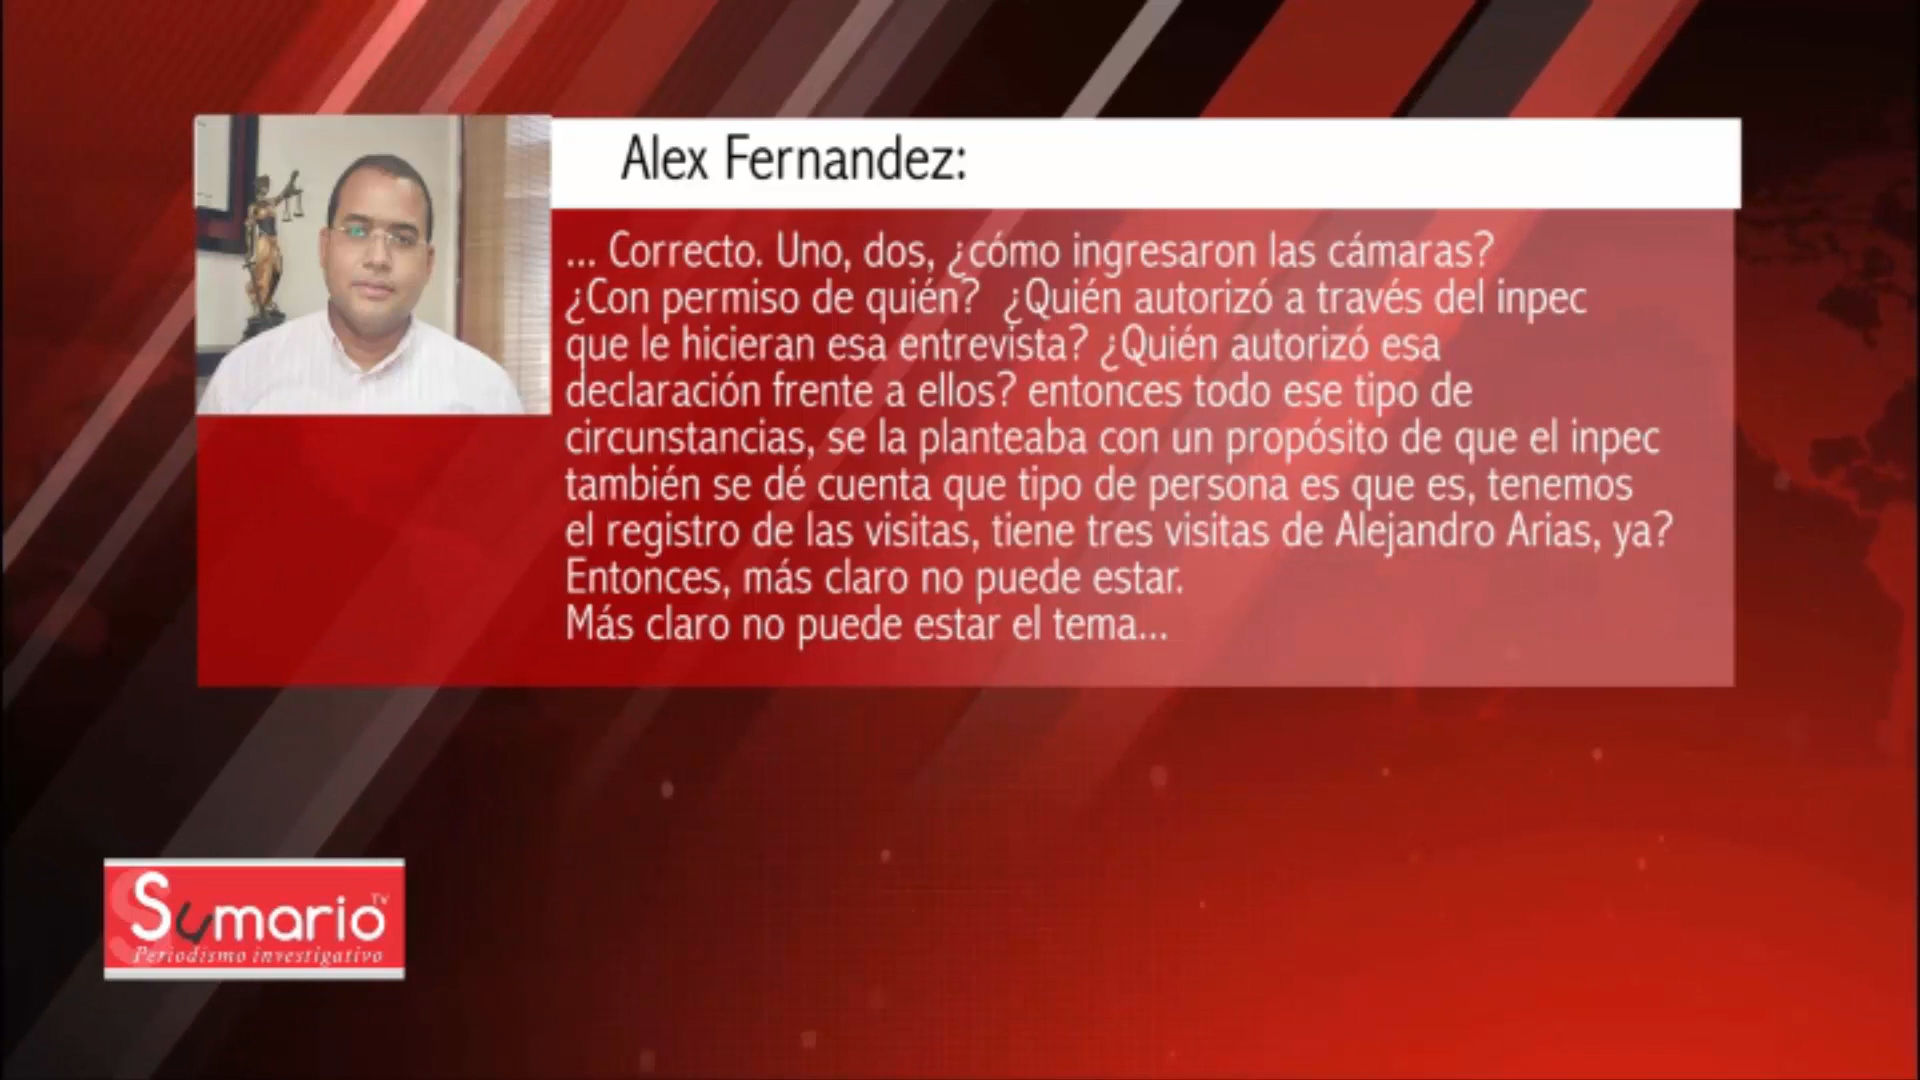 Alex Fernandez:
... Correcto. Uno, dos, ¿cómo ingresaron las cámaras?
¿Con permiso de quién? ¿Quién autorizó a través del inpec
que le hicieran esa entrevista? ¿Quién autorizó esa
declaración frente a ellos? entonces todo ese tipo de
circunstancias, se la planteaba con un propósito de que el inpec
también se dé cuenta que tipo de persona es que es, tenemos
el registro de las visitas, tiene tres visitas de Alejandro Arias, ya?
Entonces, más claro no puede estar.
Más claro no puede estar el tema...
Sumario TV
Periodismo investigativo